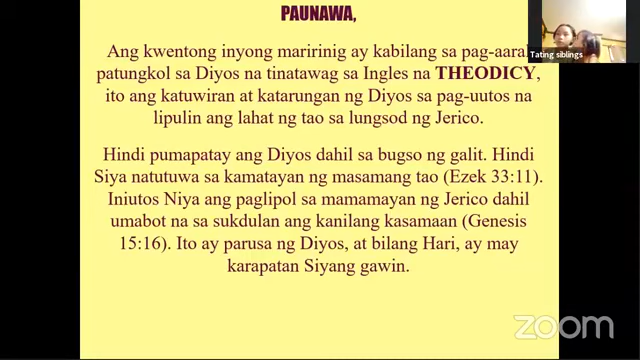 PAUNAWA,
Tating siblings
Ang kwentong inyong maririnig ay kabilang sa pag-aaral
patungkol sa Diyos na tinatawag sa Ingles na THEODICY,
ito ang katuwiran at katarungan ng Diyos sa pag-uutos na
lipulin ang lahat ng tao sa lungsod ng Jerico.
Hindi pumapatay ang Diyos dahil sa bugso ng galit. Hindi
Siya natutuwa sa kamatayan ng masamang tao (Ezek 33:11).
Iniutos Niya ang paglipol sa mamamayan ng Jerico dahil
umabot na sa sukdulan ang kanilang kasamaan (Genesis
15:16). Ito ay parusa ng Diyos, at bilang Hari, ay may
karapatan Siyang gawin.
zoom